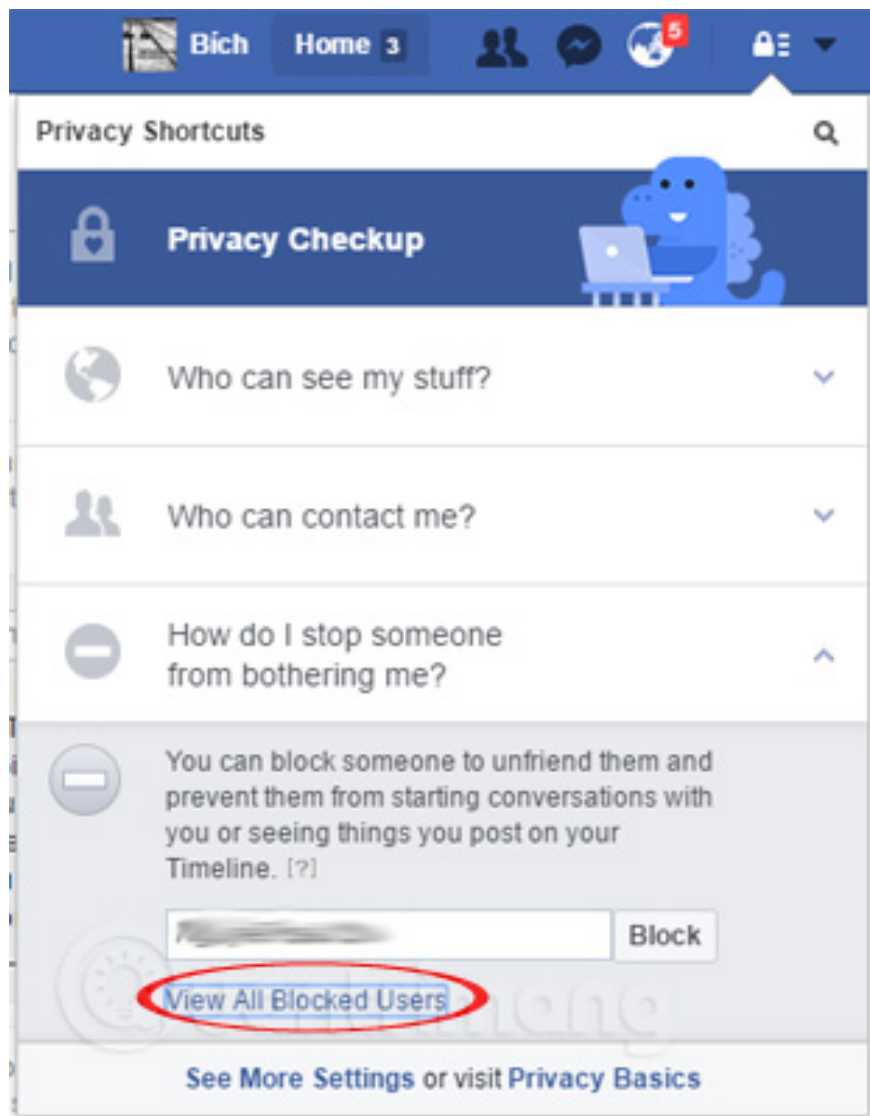 Bích Home 3 5
Privacy Shortcuts
Privacy Checkup
Who can see my stuff?
Who can contact me?
How do I stop someone
from bothering me?
You can block someone to unfriend them and
prevent them from starting conversations with
you or seeing things you post on your
Timeline. [?]
Block
View All Blocked Users
See More Settings or visit Privacy Basics